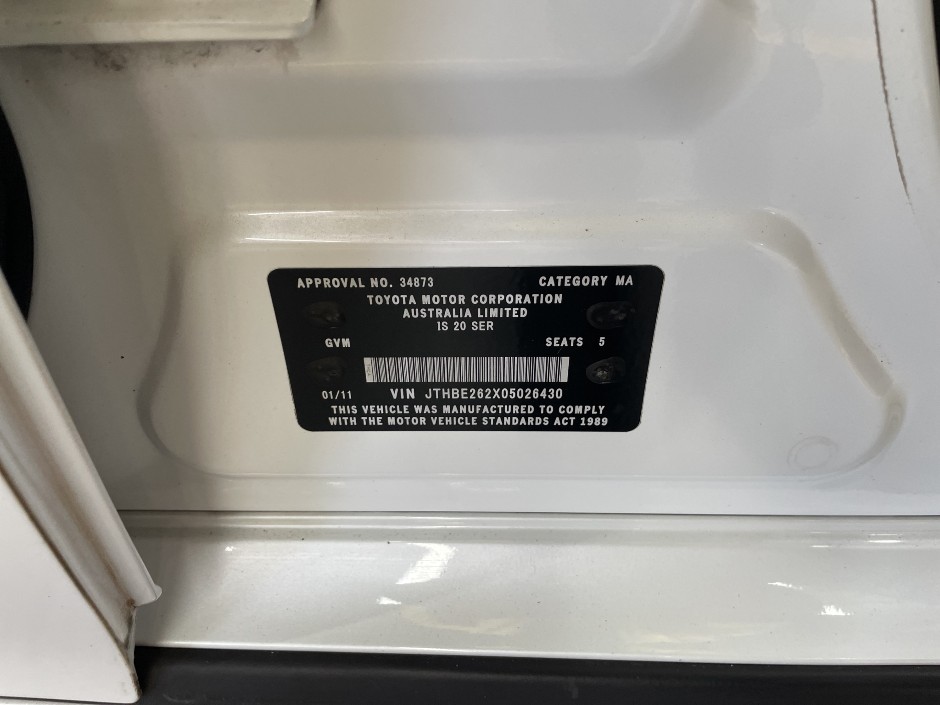 APPROVAL NO. 34873 CATEGORY MA
TOYOTA MOTOR CORPORATION
AUSTRALIA LIMITED
IS 20 SER
GVM SEATS 5
01/11 VIN JTHBE262X05026430
THIS VEHICLE WAS MANUFACTURED TO COMPLY
WITH THE MOTOR VEHICLE STANDARDS ACT 1989